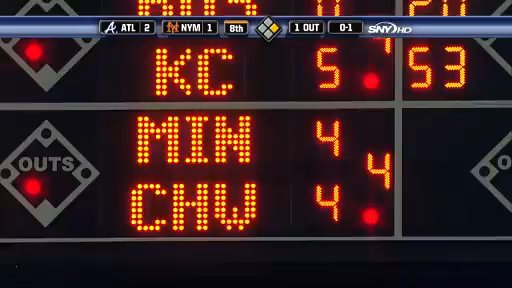 ATL 2 NYM 1 8th 1 OUT 0-1 SNY HD
KC 5 53
MIN 4
OUTS 4
CHW 4